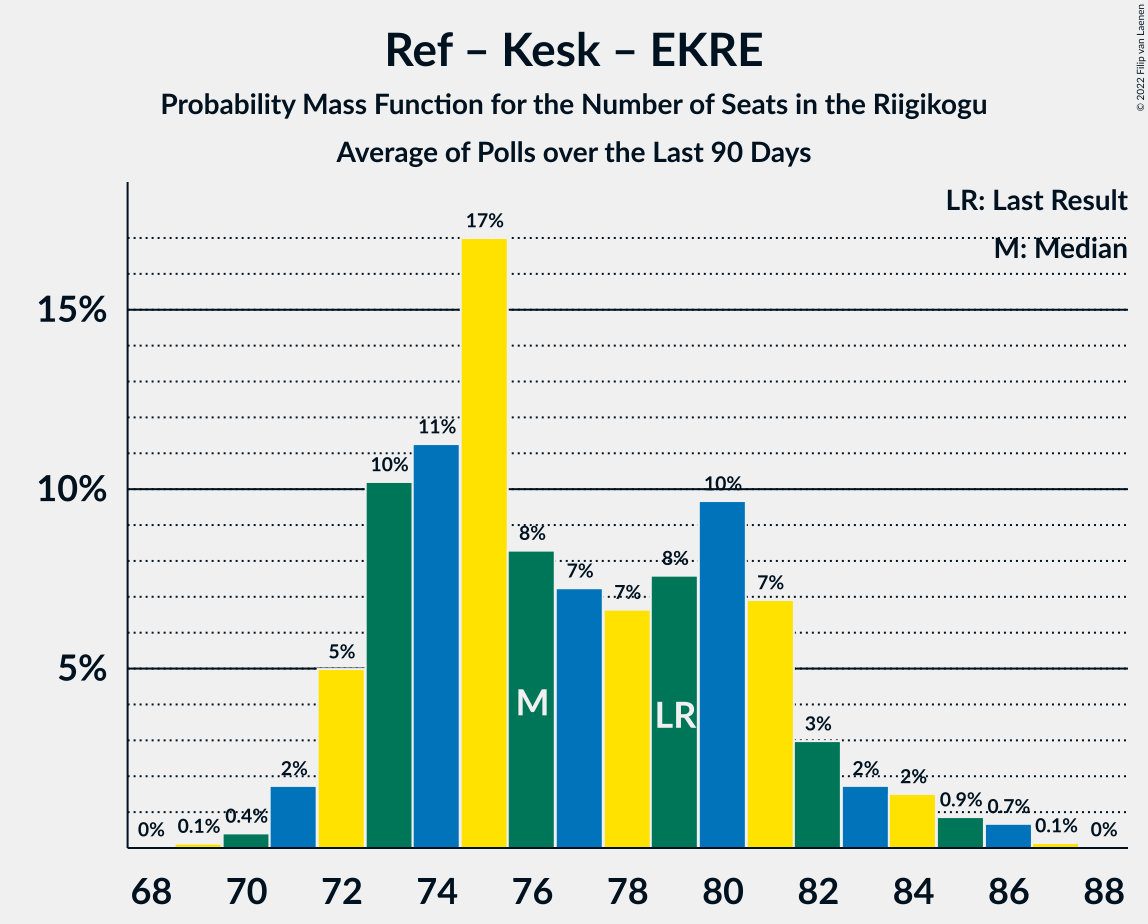 Ref – Kesk – EKRE
Probability Mass Function for the Number of Seats in the Riigikogu
Average of Polls over the Last 90 Days
© 2022 Filip van Laenen
LR: Last Result
M: Median
15%
10%
5%
0%
0.1%
0.4%
2%
5%
10%
11%
17%
8%
7%
7%
8%
10%
7%
3%
2%
2%
0.9%
0.7%
0.1%
0%
M
LR
68 70 72 74 76 78 80 82 84 86 88